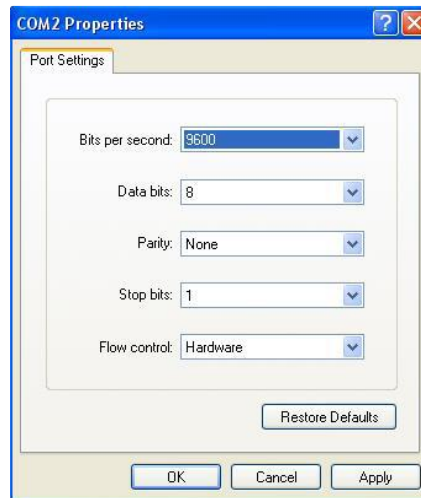 COM2 Properties
Port Settings
Bits per second: 9600
Data bits: 8
Parity: None
Stop bits: 1
Flow control: Hardware
Restore Defaults
OK Cancel Apply